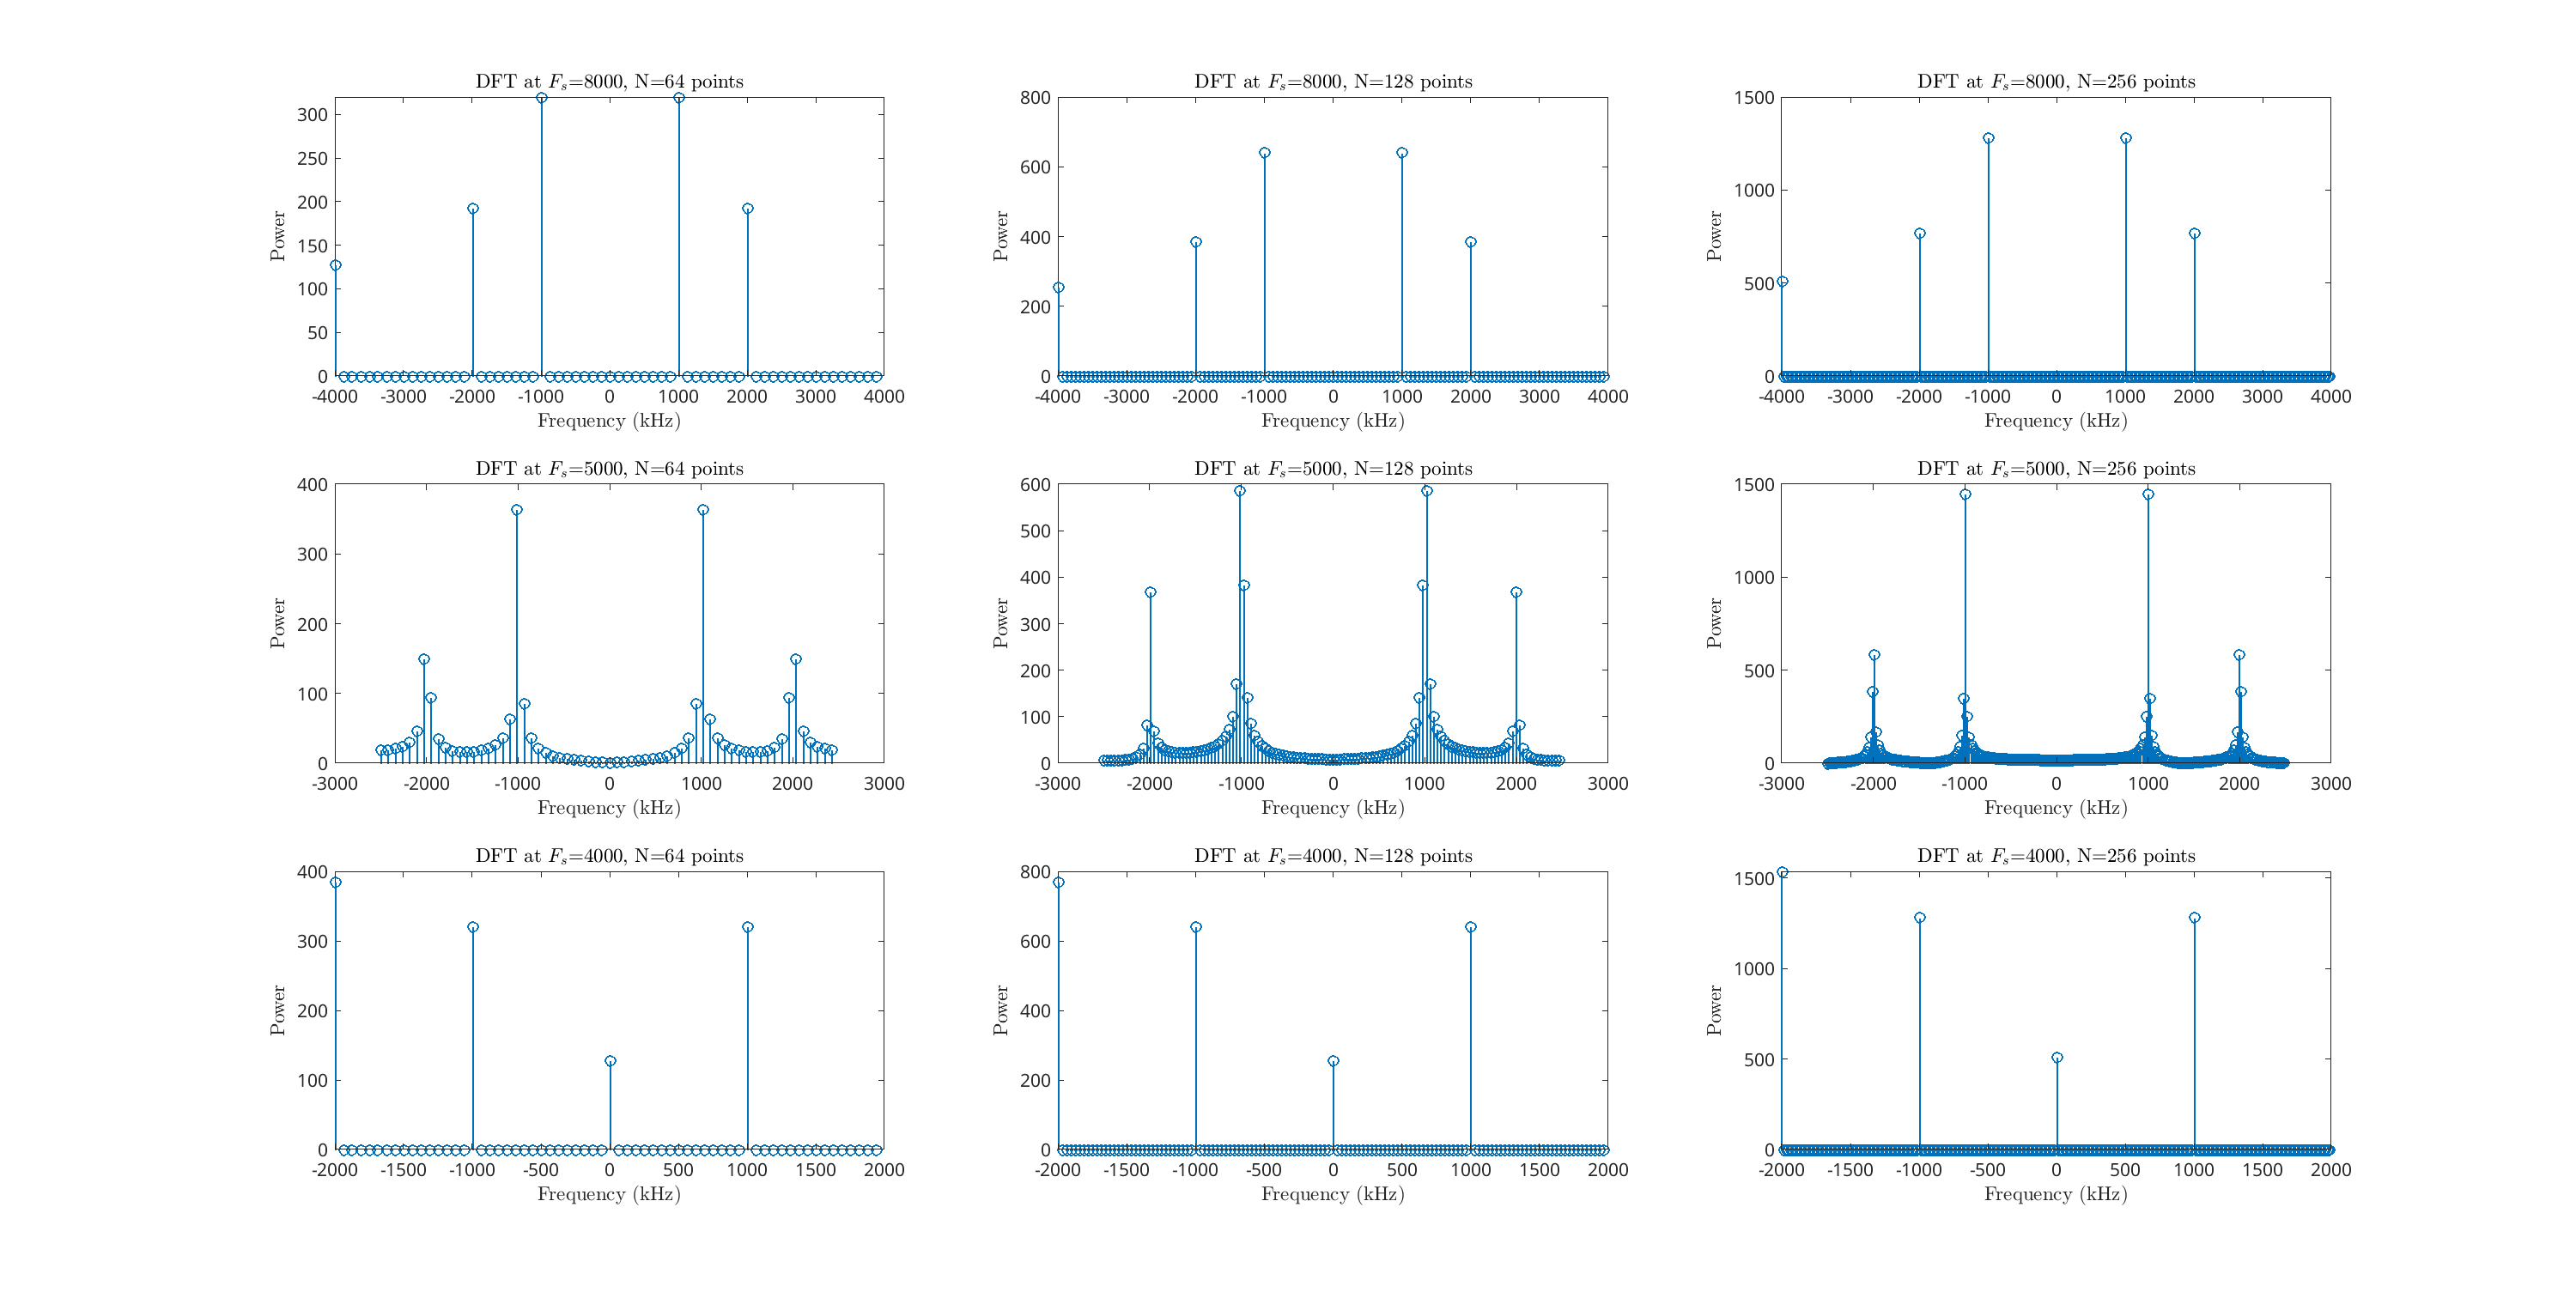 DFT at Fs=8000, N=64 points
300
250
200
150
100
50
0
Power
-4000 -3000 -2000 -1000 0 1000 2000 3000 4000
Frequency (kHz)
DFT at Fs=8000, N=128 points
800
600
400
200
0
Power
-4000 -3000 -2000 -1000 0 1000 2000 3000 4000
Frequency (kHz)
DFT at Fs=8000, N=256 points
1500
1000
500
0
Power
-4000 -3000 -2000 -1000 0 1000 2000 3000 4000
Frequency (kHz)
DFT at Fs=5000, N=64 points
400
300
200
100
0
Power
-3000 -2000 -1000 0 1000 2000 3000
Frequency (kHz)
DFT at Fs=5000, N=128 points
600
500
400
300
200
100
0
Power
-3000 -2000 -1000 0 1000 2000 3000
Frequency (kHz)
DFT at Fs=5000, N=256 points
1500
1000
500
0
Power
-3000 -2000 -1000 0 1000 2000 3000
Frequency (kHz)
DFT at Fs=4000, N=64 points
400
300
200
100
0
Power
-2000 -1500 -1000 -500 0 500 1000 1500 2000
Frequency (kHz)
DFT at Fs=4000, N=128 points
800
600
400
200
0
Power
-2000 -1500 -1000 -500 0 500 1000 1500 2000
Frequency (kHz)
DFT at Fs=4000, N=256 points
1500
1000
500
0
Power
-2000 -1500 -1000 -500 0 500 1000 1500 2000
Frequency (kHz)